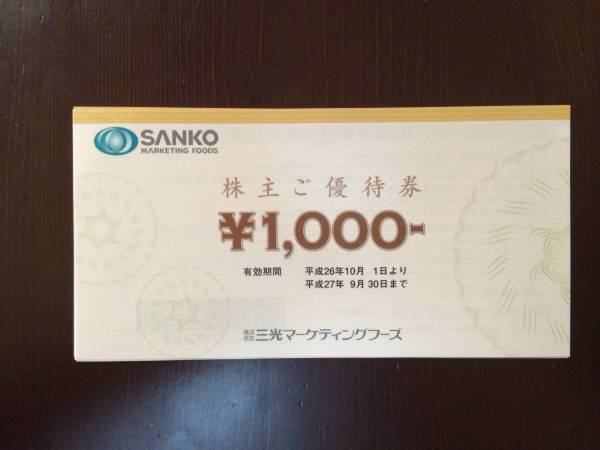 SANKO
MARKETING FOODS
株主ご優待券
¥1,000-
有効期間 平成26年10月 1日より
平成27年 9月 30日まで
株式会社 三光マーケティングフーズ